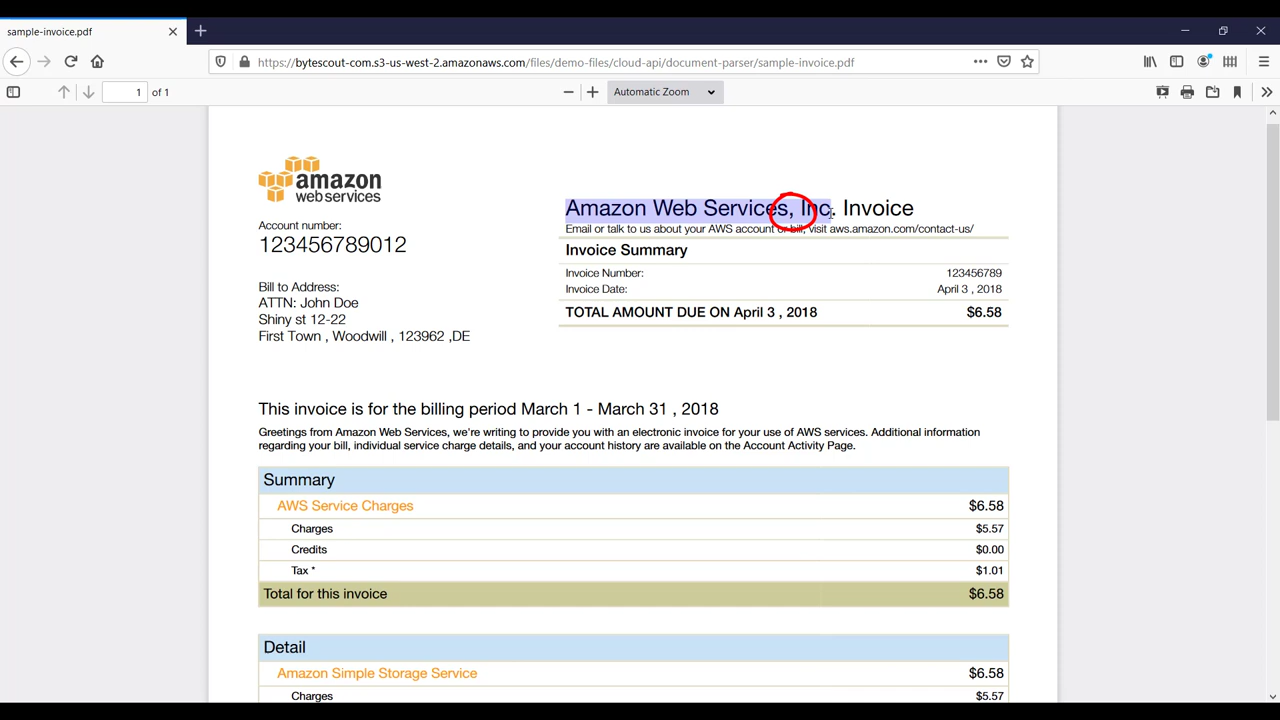 sample-invoice.pdf
https://bytescout-com.s3-us-west-2.amazonaws.com/files/demo-files/cloud-api/document-parser/sample-invoice.pdf
1 of 1
Automatic Zoom
amazon
web services
Account number:
123456789012
Bill to Address:
ATTN: John Doe
Shiny st 12-22
First Town , Woodwill , 123962 ,DE
Amazon Web Services, Inc. Invoice
Email or talk to us about your AWS account or bill, visit aws.amazon.com/contact-us/
Invoice Summary
Invoice Number: 123456789
Invoice Date: April 3 , 2018
TOTAL AMOUNT DUE ON April 3 , 2018 $6.58
This invoice is for the billing period March 1 - March 31 , 2018
Greetings from Amazon Web Services, we're writing to provide you with an electronic invoice for your use of AWS services. Additional information
regarding your bill, individual service charge details, and your account history are available on the Account Activity Page.
Summary
AWS Service Charges $6.58
Charges $5.57
Credits $0.00
Tax * $1.01
Total for this invoice $6.58
Detail
Amazon Simple Storage Service $6.58
Charges $5.57